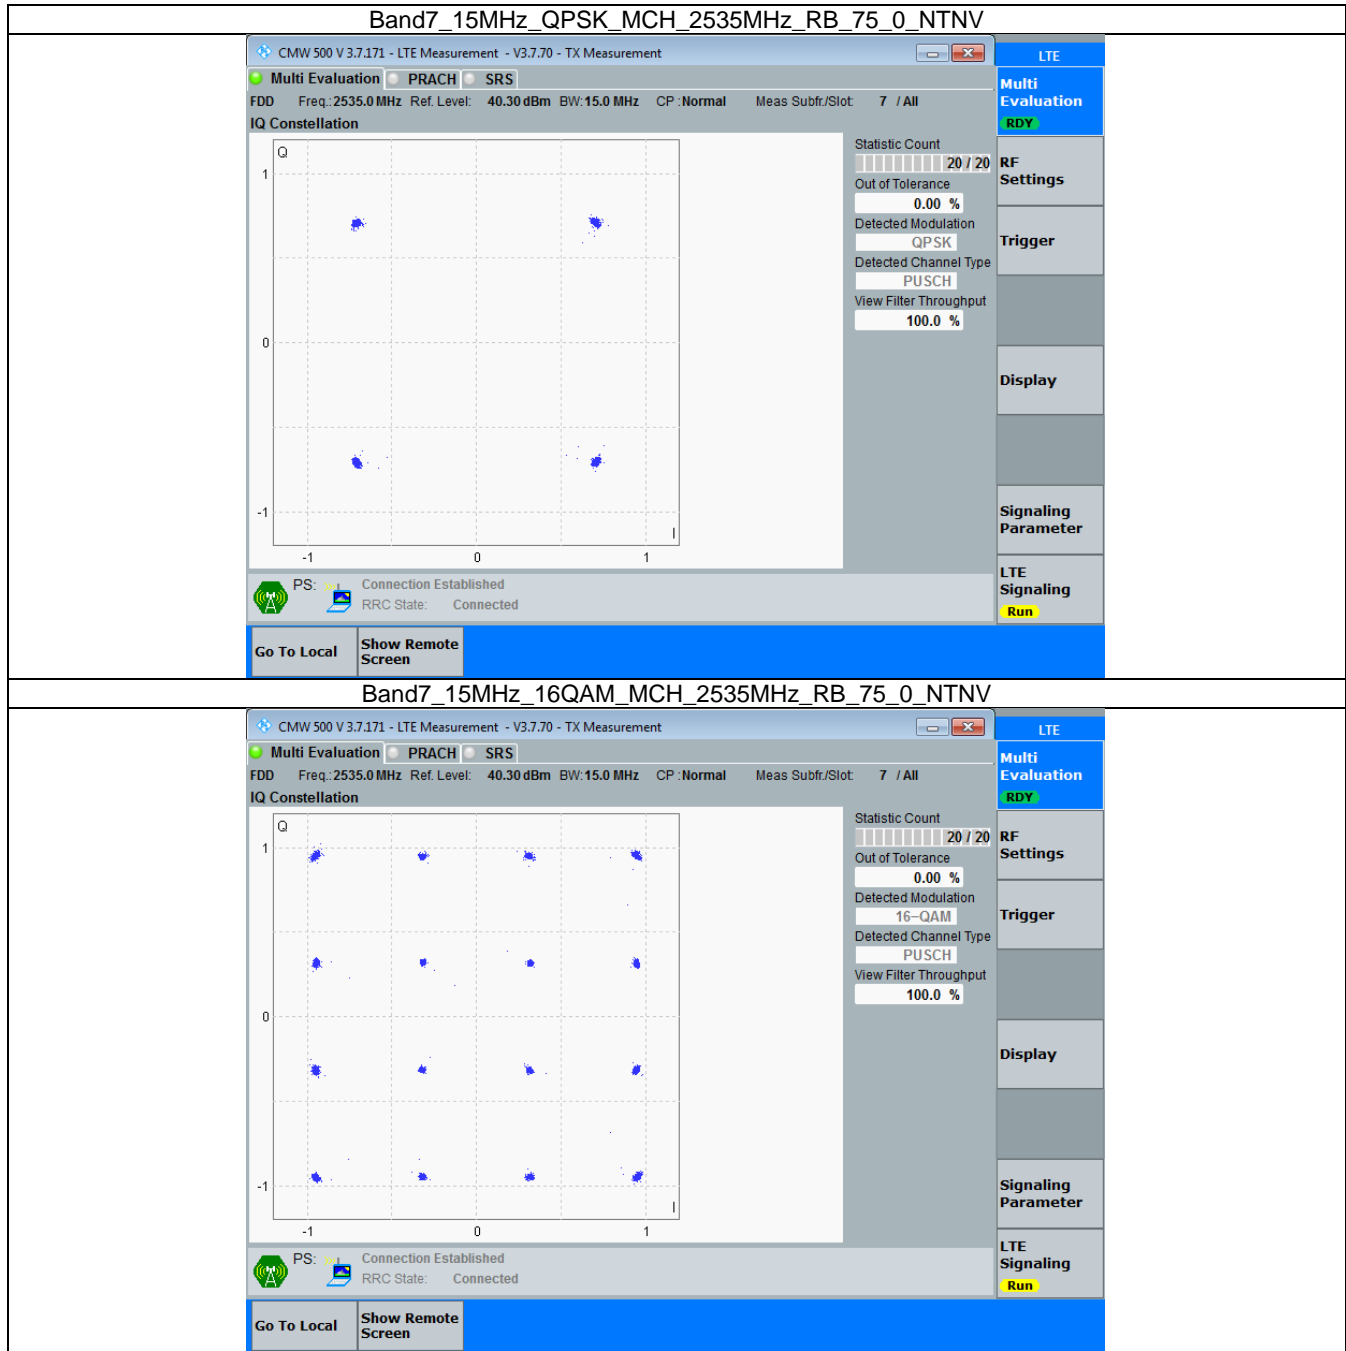 Band7_15MHz_QPSK_MCH_2535MHz_RB_75_0_NTNV
CMW 500 V 3.7.171 - LTE Measurement - V3.7.70 - TX Measurement
LTE
Multi Evaluation PRACH SRS
FDD Freq.: 2535.0 MHz Ref. Level: 40.30 dBm BW: 15.0 MHz CP : Normal Meas Subfr./Slot: 7 / All
IQ Constellation
Q
1
0
-1
I
-1 0 1
Statistic Count
20 / 20
Out of Tolerance
0.00 %
Detected Modulation
QPSK
Detected Channel Type
PUSCH
View Filter Throughput
100.0 %
Multi
Evaluation
RDY
RF
Settings
Trigger
Display
Signaling
Parameter
LTE
Signaling
Run
PS: Connection Established
RRC State: Connected
Go To Local
Show Remote
Screen
Band7_15MHz_16QAM_MCH_2535MHz_RB_75_0_NTNV
CMW 500 V 3.7.171 - LTE Measurement - V3.7.70 - TX Measurement
LTE
Multi Evaluation PRACH SRS
FDD Freq.: 2535.0 MHz Ref. Level: 40.30 dBm BW: 15.0 MHz CP : Normal Meas Subfr./Slot: 7 / All
IQ Constellation
Q
1
0
-1
I
-1 0 1
Statistic Count
20 / 20
Out of Tolerance
0.00 %
Detected Modulation
16-QAM
Detected Channel Type
PUSCH
View Filter Throughput
100.0 %
Multi
Evaluation
RDY
RF
Settings
Trigger
Display
Signaling
Parameter
LTE
Signaling
Run
PS: Connection Established
RRC State: Connected
Go To Local
Show Remote
Screen